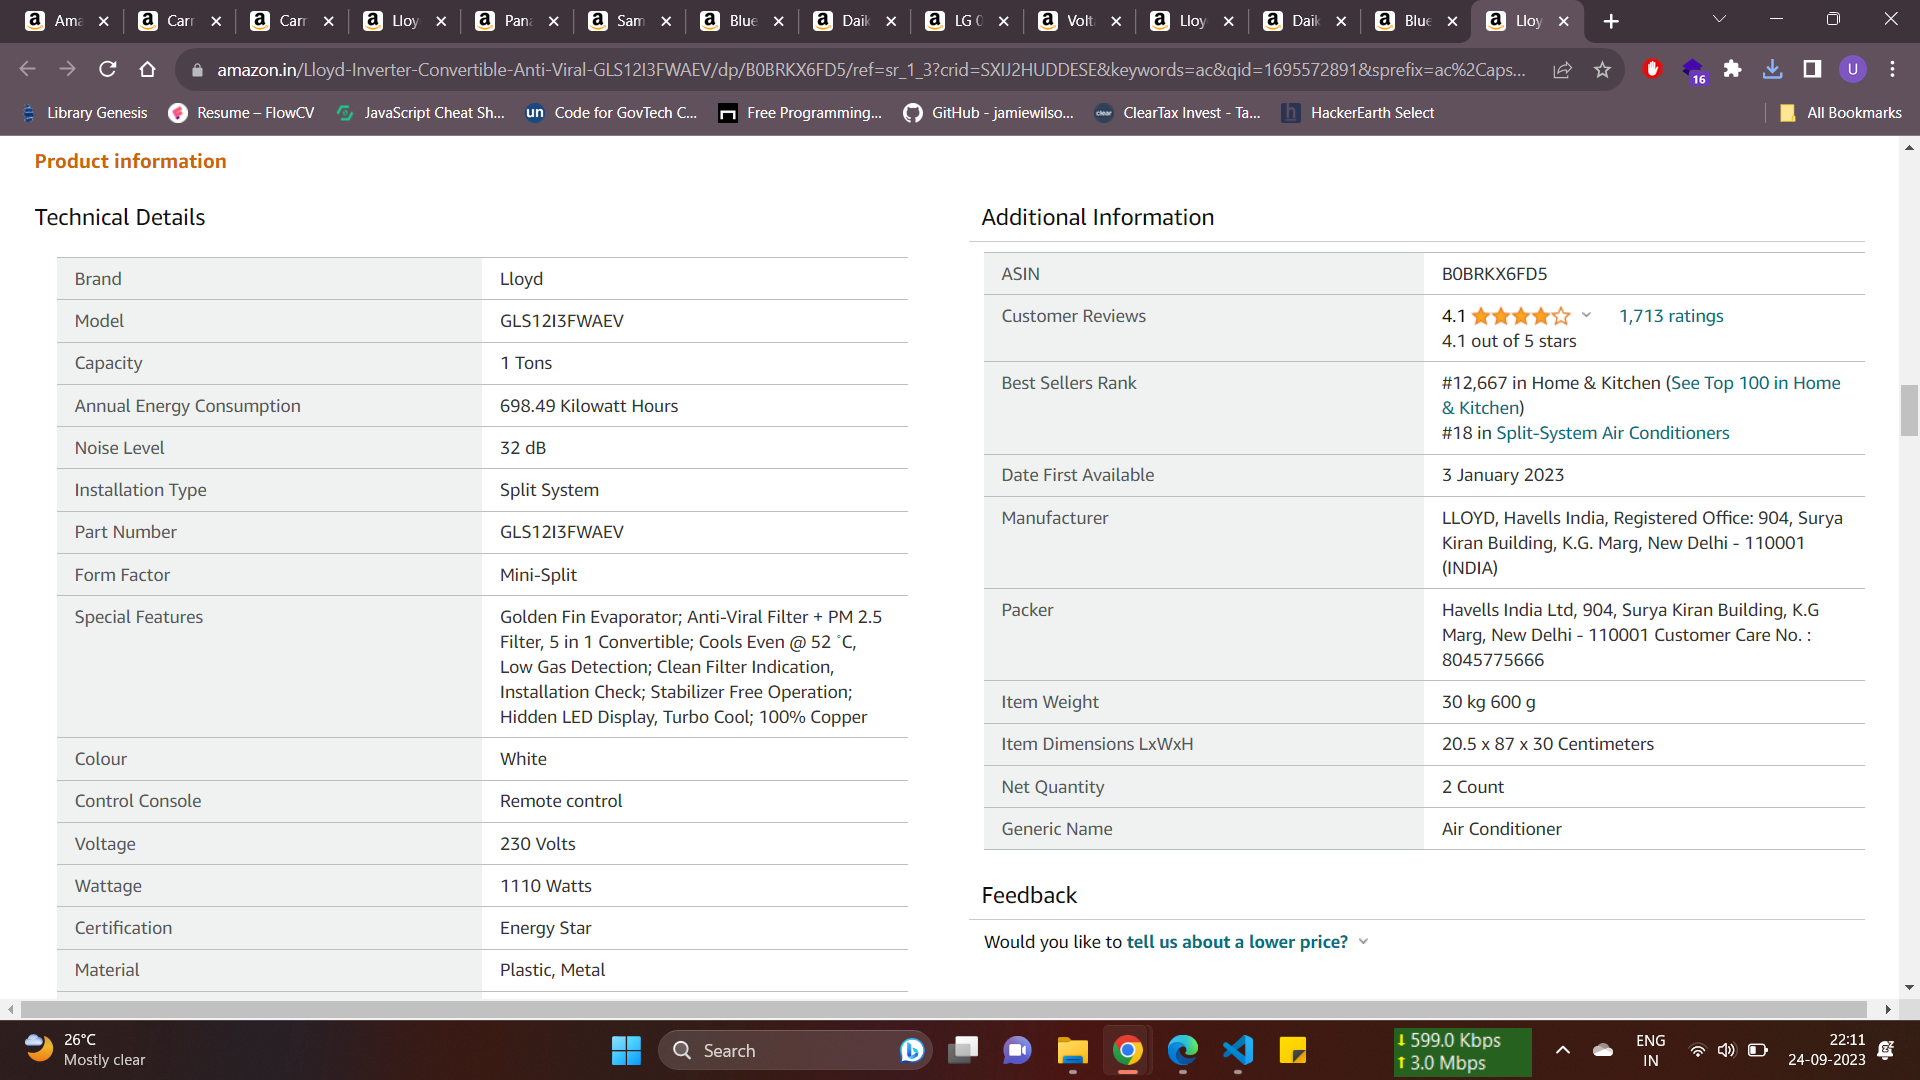 Ama
Carr
Carr
Lloy
Pana
Sam
Blue
Daik
LG 0
Volta
Lloy
Daik
Blue
Lloy
amazon.in/Lloyd-Inverter-Convertible-Anti-Viral-GLS12I3FWAEV/dp/B0BRKX6FD5/ref=sr_1_3?crid=SXIJ2HUDDESE&keywords=ac&qid=1695572891&sprefix=ac%2Caps...
16
U
Library Genesis
Resume – FlowCV
JavaScript Cheat Sh...
un
Code for GovTech C...
Free Programming...
GitHub - jamiewilso...
clear
ClearTax Invest - Ta...
h
HackerEarth Select
All Bookmarks
Product information
Technical Details
Brand Lloyd
Model GLS12I3FWAEV
Capacity 1 Tons
Annual Energy Consumption 698.49 Kilowatt Hours
Noise Level 32 dB
Installation Type Split System
Part Number GLS12I3FWAEV
Form Factor Mini-Split
Special Features Golden Fin Evaporator; Anti-Viral Filter + PM 2.5
Filter, 5 in 1 Convertible; Cools Even @ 52 ˚C,
Low Gas Detection; Clean Filter Indication,
Installation Check; Stabilizer Free Operation;
Hidden LED Display, Turbo Cool; 100% Copper
Colour White
Control Console Remote control
Voltage 230 Volts
Wattage 1110 Watts
Certification Energy Star
Material Plastic, Metal
Additional Information
ASIN B0BRKX6FD5
Customer Reviews 4.1 1,713 ratings
4.1 out of 5 stars
Best Sellers Rank #12,667 in Home & Kitchen (See Top 100 in Home
& Kitchen)
#18 in Split-System Air Conditioners
Date First Available 3 January 2023
Manufacturer LLOYD, Havells India, Registered Office: 904, Surya
Kiran Building, K.G. Marg, New Delhi - 110001
(INDIA)
Packer Havells India Ltd, 904, Surya Kiran Building, K.G
Marg, New Delhi - 110001 Customer Care No. :
8045775666
Item Weight 30 kg 600 g
Item Dimensions LxWxH 20.5 x 87 x 30 Centimeters
Net Quantity 2 Count
Generic Name Air Conditioner
Feedback
Would you like to tell us about a lower price?
26°C
Mostly clear
Search
599.0 Kbps
3.0 Mbps
ENG
IN
22:11
24-09-2023